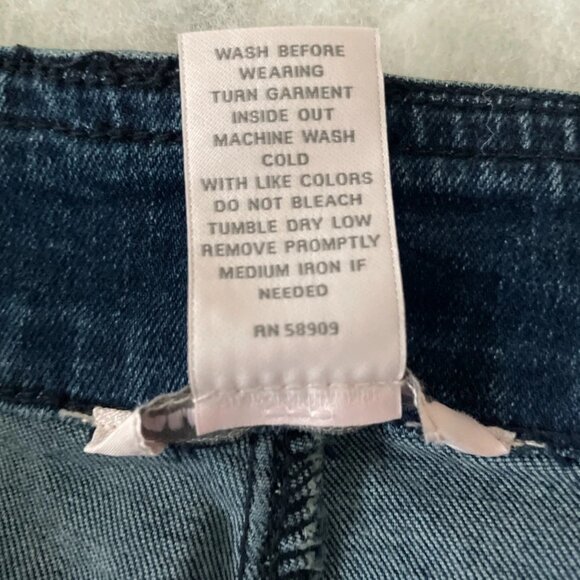 WASH BEFORE
WEARING
TURN GARMENT
INSIDE OUT
MACHINE WASH
COLD
WITH LIKE COLORS
DO NOT BLEACH
TUMBLE DRY LOW
REMOVE PROMPTLY
MEDIUM IRON IF
NEEDED
RN 58909